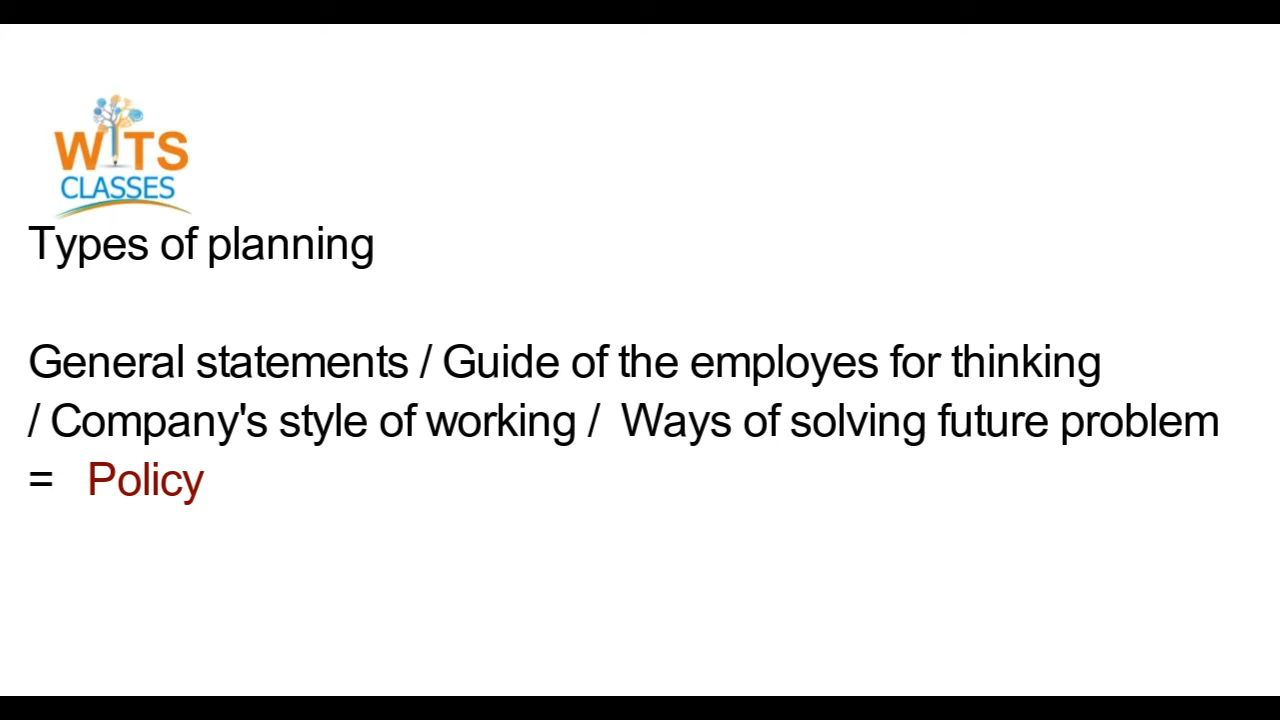 WITS
CLASSES
Types of planning
General statements / Guide of the employes for thinking
/ Company's style of working /  Ways of solving future problem
=   Policy